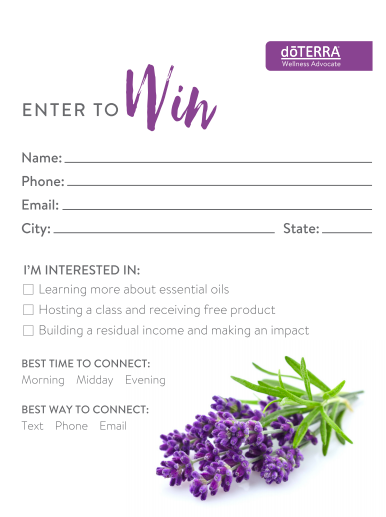 dōTERRA®
Wellness Advocate
ENTER TO Win
Name:
Phone:
Email:
City: State:
I'M INTERESTED IN:
Learning more about essential oils
Hosting a class and receiving free product
Building a residual income and making an impact
BEST TIME TO CONNECT:
Morning Midday Evening
BEST WAY TO CONNECT:
Text Phone Email